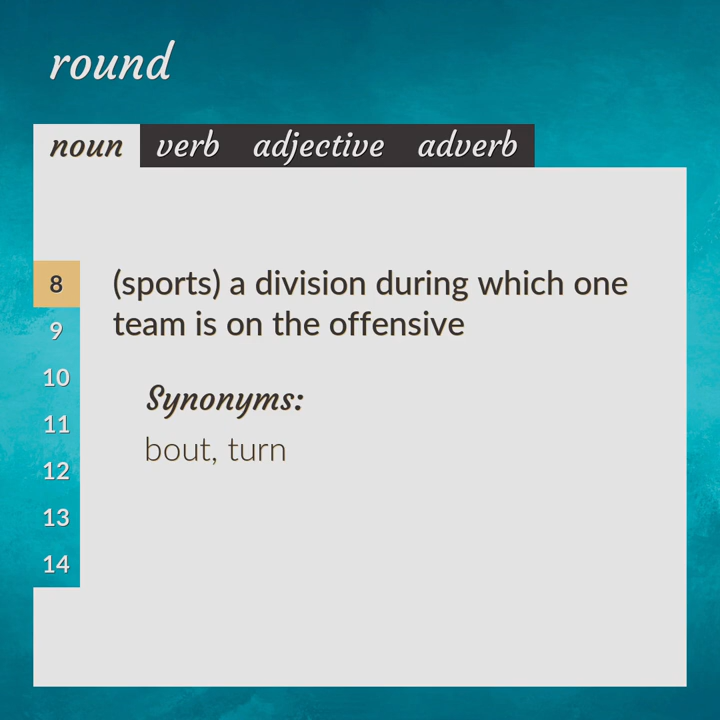 round
noun verb adjective adverb
8
9
10
11
12
13
14
(sports) a division during which one
team is on the offensive
Synonyms:
bout, turn